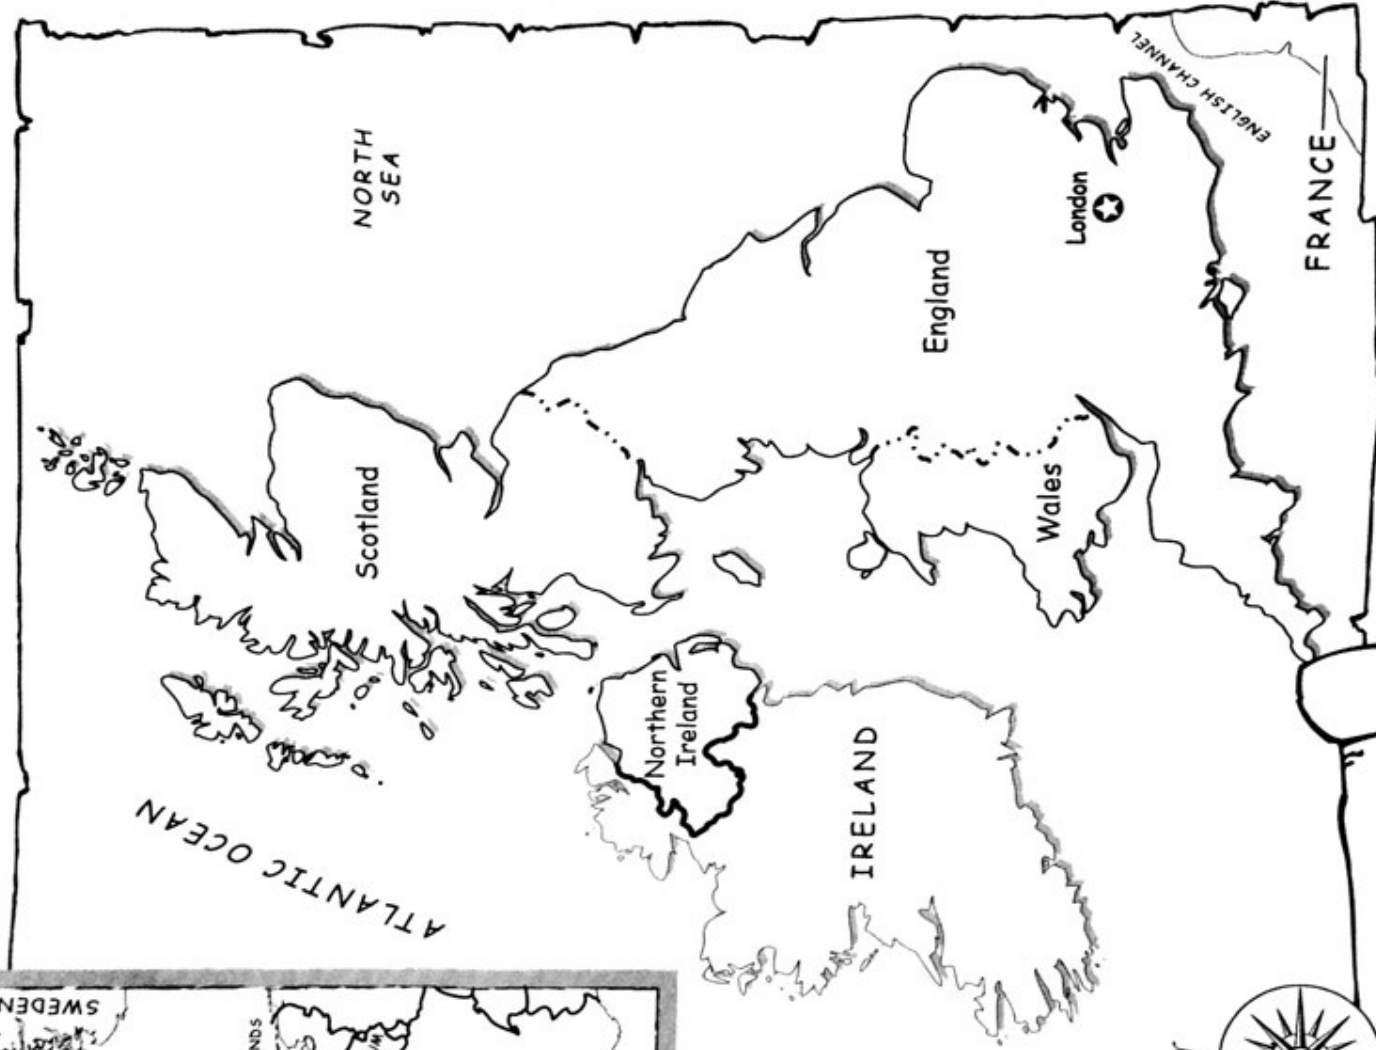 NORTH
SEA
ENGLISH CHANNEL
FRANCE
London
England
Scotland
Wales
Northern
Ireland
IRELAND
ATLANTIC OCEAN
SWEDEN